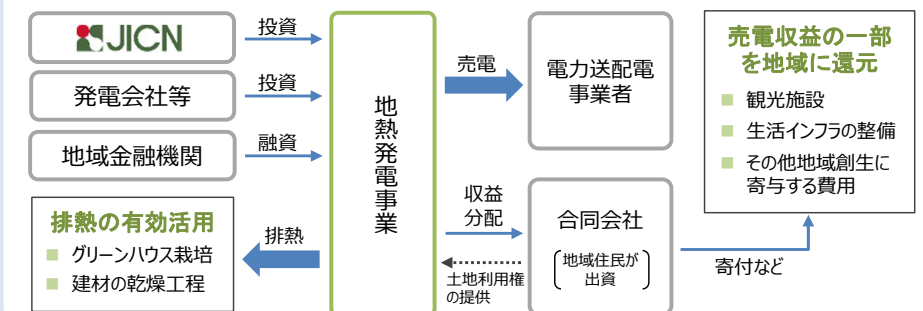 JICN
投資
発電会社等
投資
地域金融機関
融資
地熱発電事業
売電
電力送配電
事業者
売電収益の一部
を地域に還元
■ 観光施設
■ 生活インフラの整備
■ その他地域創生に
寄与する費用
排熱の有効活用
■ グリーンハウス栽培
■ 建材の乾燥工程
排熱
収益
分配
合同会社
地域住民が
出資
土地利用権
の提供
寄付など